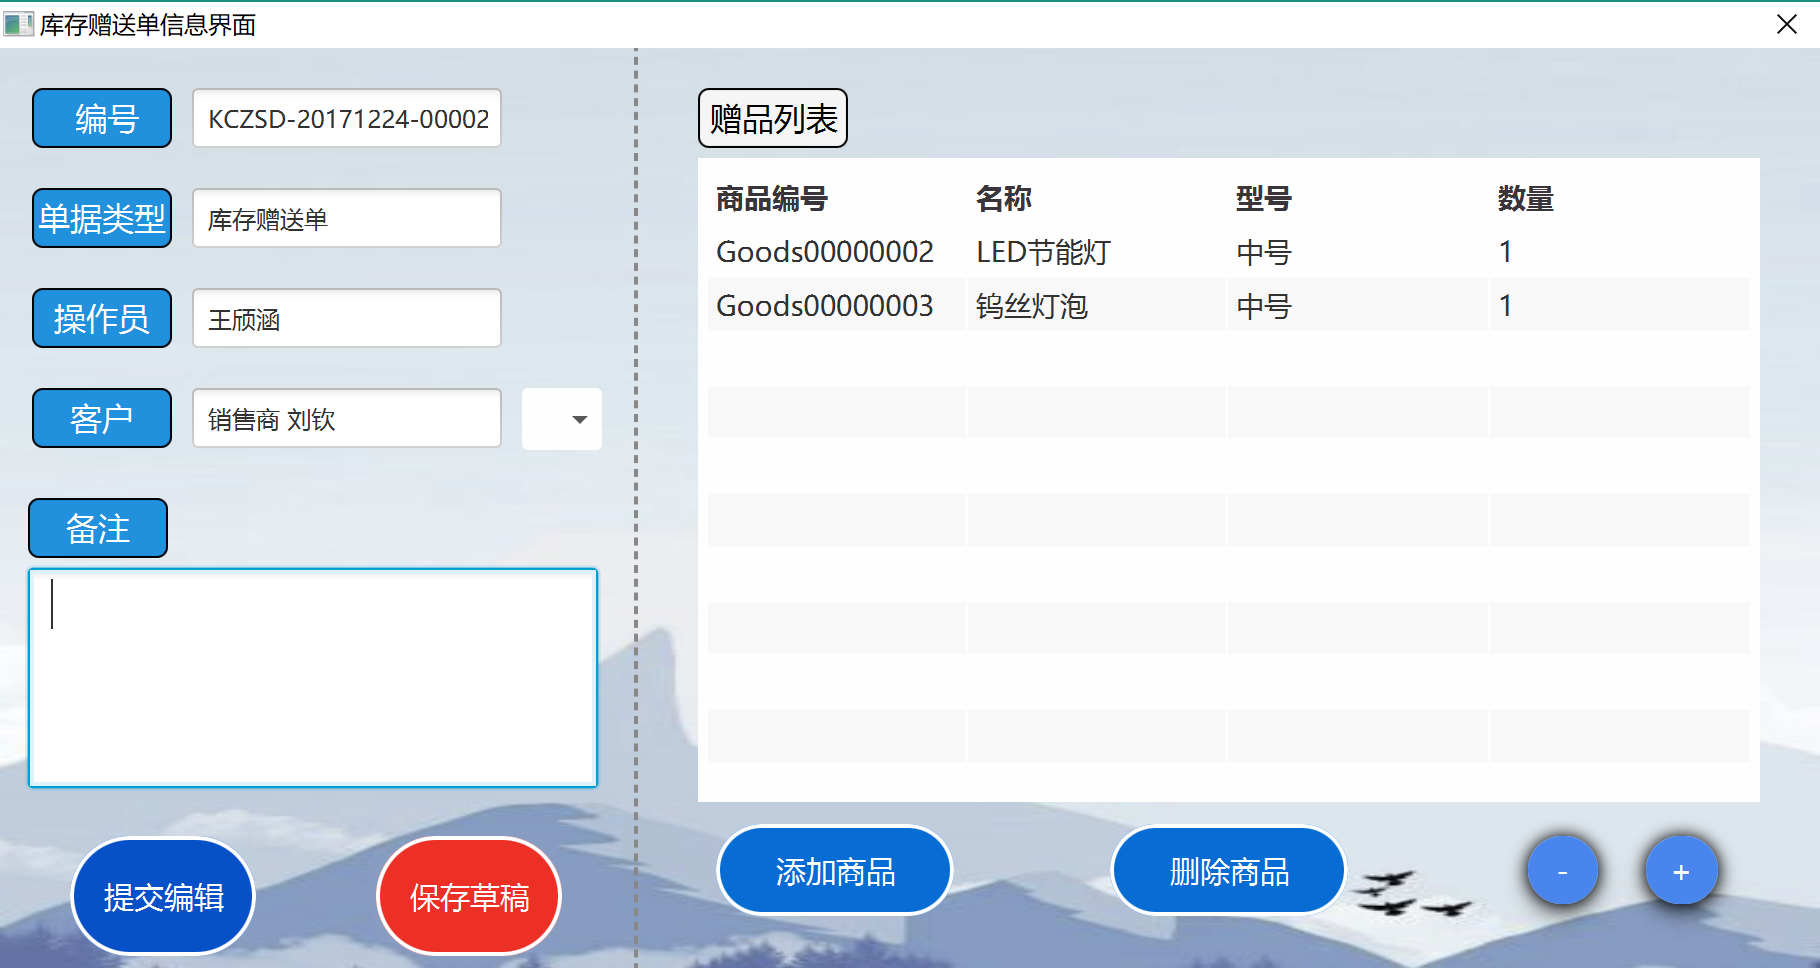 库存赠送单信息界面
编号 KCZSD-20171224-00002
单据类型 库存赠送单
操作员 王颀涵
客户 销售商 刘钦
备注
提交编辑 保存草稿
赠品列表
商品编号 名称 型号 数量
Goods00000002 LED节能灯 中号 1
Goods00000003 钨丝灯泡 中号 1
添加商品 删除商品 - +